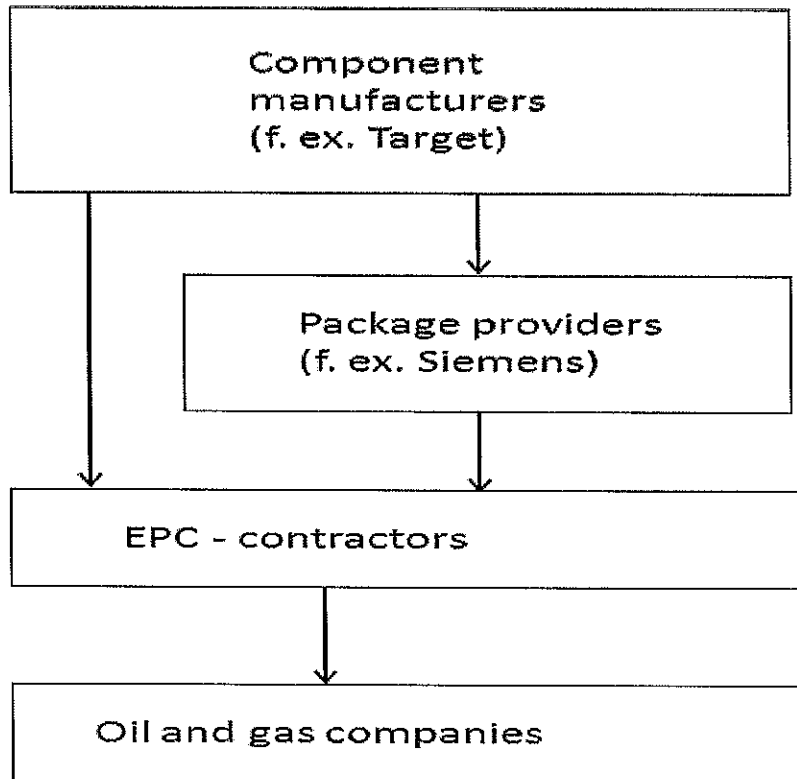 Component
manufacturers
(f. ex. Target)
Package providers
(f. ex. Siemens)
EPC - contractors
Oil and gas companies